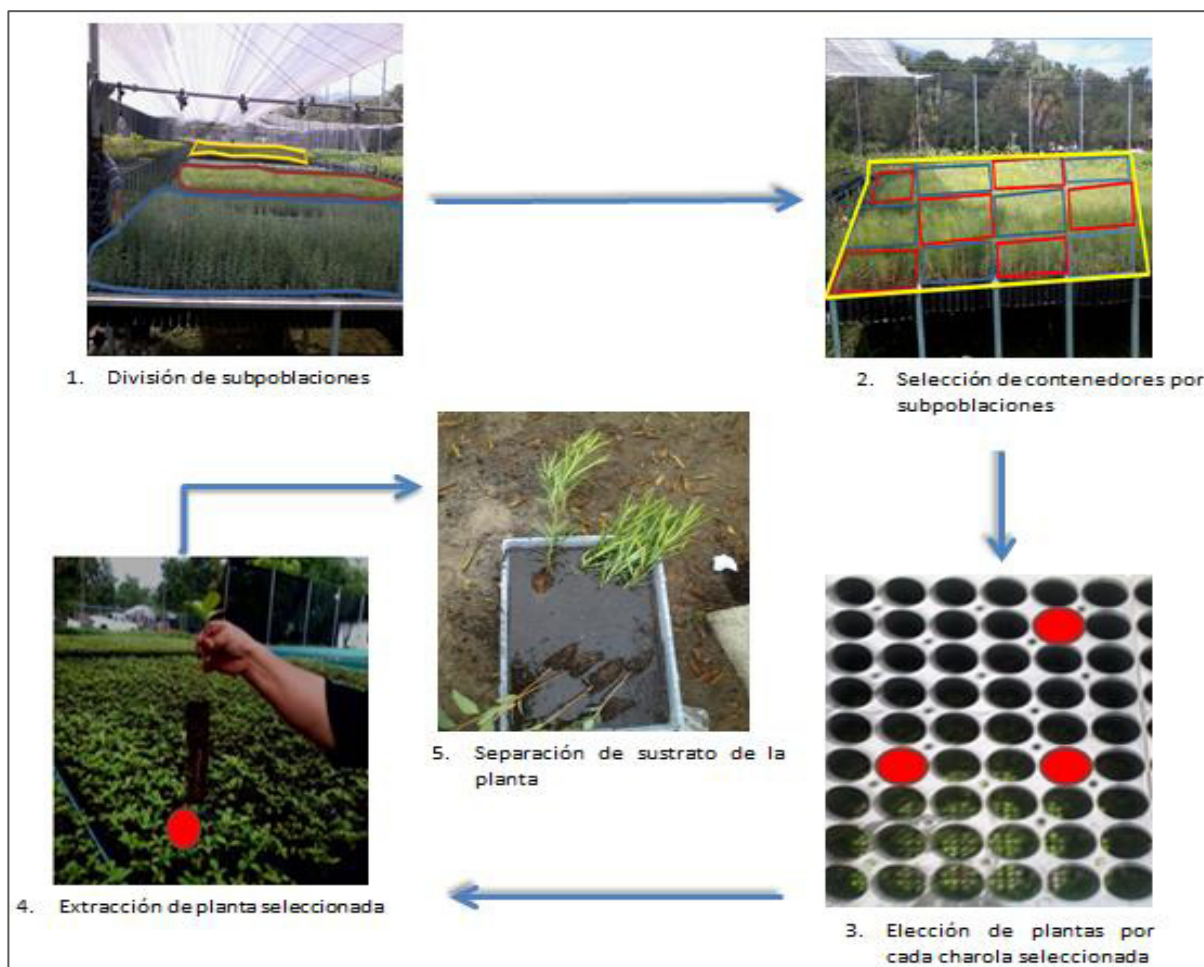 1. División de subpoblaciones
2. Selección de contenedores por
subpoblaciones
3. Elección de plantas por
cada charola seleccionada
4. Extracción de planta seleccionada
5. Separación de sustrato de la
planta